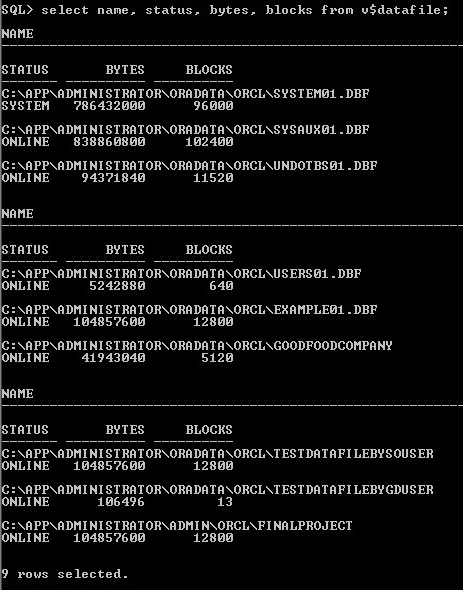 SQL> select name, status, bytes, blocks from v$datafile;
NAME
--------------------------------------------------------------------------------
STATUS       BYTES     BLOCKS
------- ---------- ----------
C:\APP\ADMINISTRATOR\ORADATA\ORCL\SYSTEM01.DBF
SYSTEM   786432000      96000
C:\APP\ADMINISTRATOR\ORADATA\ORCL\SYSAUX01.DBF
ONLINE   838860800     102400
C:\APP\ADMINISTRATOR\ORADATA\ORCL\UNDOTBS01.DBF
ONLINE    94371840      11520
NAME
--------------------------------------------------------------------------------
STATUS       BYTES     BLOCKS
------- ---------- ----------
C:\APP\ADMINISTRATOR\ORADATA\ORCL\USERS01.DBF
ONLINE     5242880        640
C:\APP\ADMINISTRATOR\ORADATA\ORCL\EXAMPLE01.DBF
ONLINE   104857600      12800
C:\APP\ADMINISTRATOR\ORADATA\ORCL\GOODFOODCOMPANY
ONLINE    41943040       5120
NAME
--------------------------------------------------------------------------------
STATUS       BYTES     BLOCKS
------- ---------- ----------
C:\APP\ADMINISTRATOR\ORADATA\ORCL\TESTDATAFILEBYSOUSER
ONLINE   104857600      12800
C:\APP\ADMINISTRATOR\ORADATA\ORCL\TESTDATAFILEBYGDUSER
ONLINE      106496         13
C:\APP\ADMINISTRATOR\ADMIN\ORCL\FINALPROJECT
ONLINE   104857600      12800
9 rows selected.